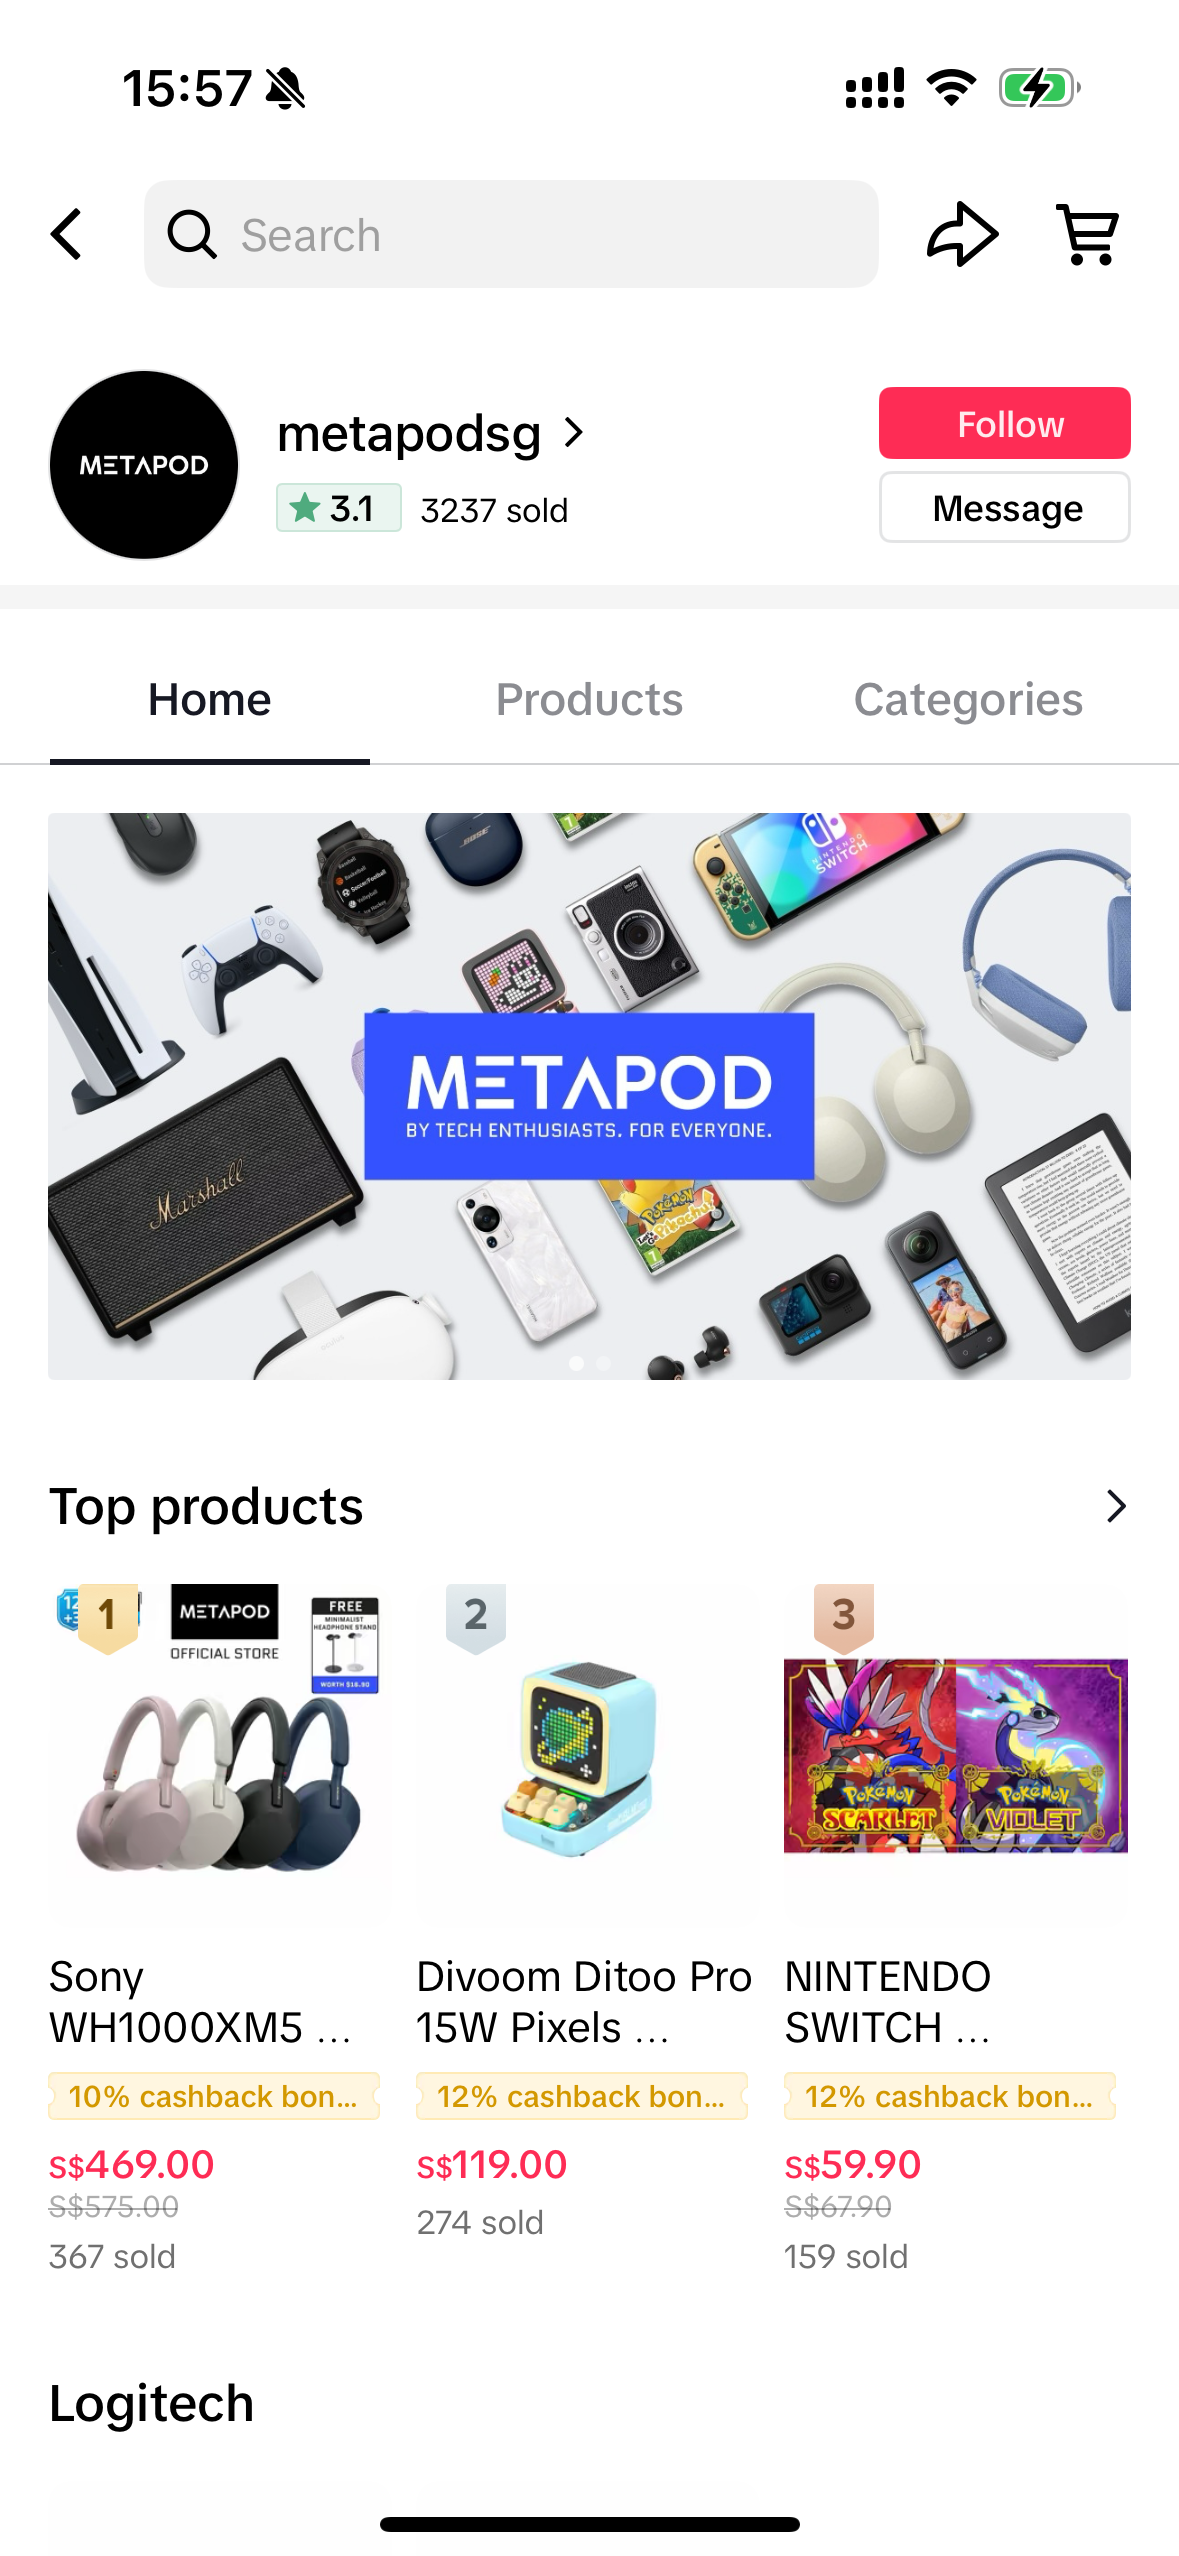 15:57
Search
METAPOD
metapodsg
3.1
3237 sold
Follow
Message
Home
Products
Categories
BOSE
NINTENDO
SWITCH
Marshall
METAPOD
BY TECH ENTHUSIASTS. FOR EVERYONE.
POKÉMON
Let's Go
Pikachu!
Top products
1
METAPOD
OFFICIAL STORE
FREE
MINIMALIST
HEADPHONE STAND
WORTH $18.90
2
3
POKÉMON
SCARLET
POKÉMON
VIOLET
Sony
WH1000XM5 ...
10% cashback bon...
S$469.00
S$575.00
367 sold
Divoom Ditoo Pro
15W Pixels ...
12% cashback bon...
S$119.00
274 sold
NINTENDO
SWITCH ...
12% cashback bon...
S$59.90
S$67.90
159 sold
Logitech